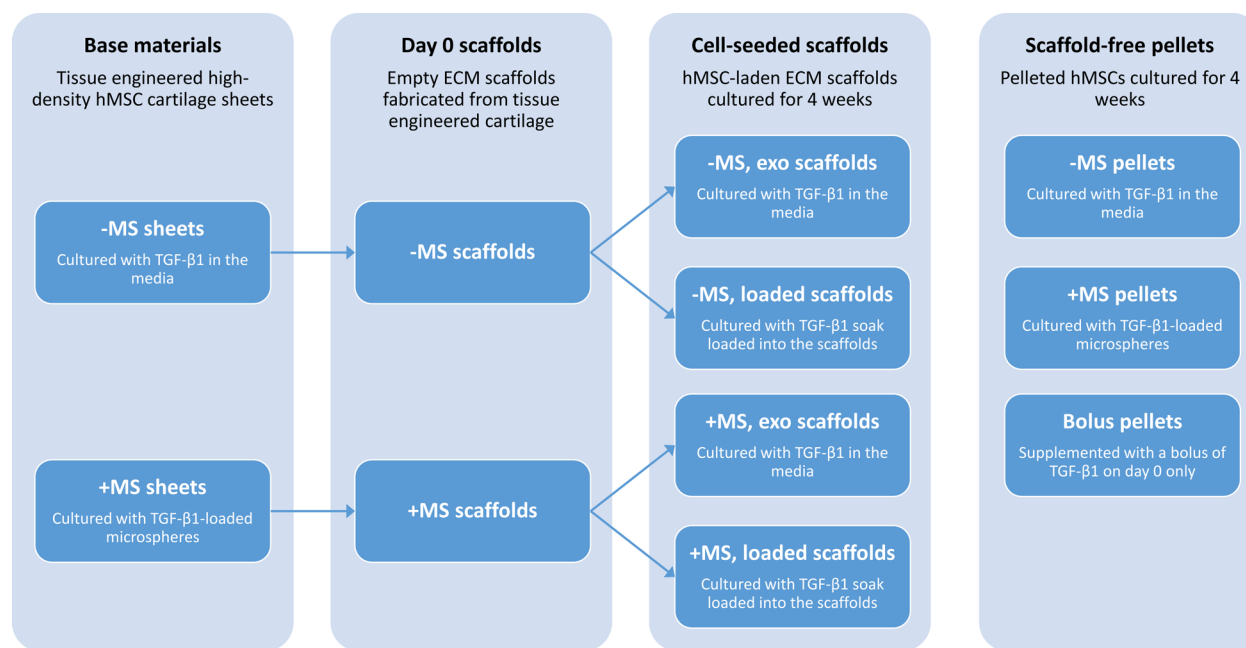 Base materials
Tissue engineered high-
density hMSC cartilage sheets
-MS sheets
Cultured with TGF-β1 in the
media
+MS sheets
Cultured with TGF-β1-loaded
microspheres
Day 0 scaffolds
Empty ECM scaffolds
fabricated from tissue
engineered cartilage
-MS scaffolds
+MS scaffolds
Cell-seeded scaffolds
hMSC-laden ECM scaffolds
cultured for 4 weeks
-MS, exo scaffolds
Cultured with TGF-β1 in the
media
-MS, loaded scaffolds
Cultured with TGF-β1 soak
loaded into the scaffolds
+MS, exo scaffolds
Cultured with TGF-β1 in the
media
+MS, loaded scaffolds
Cultured with TGF-β1 soak
loaded into the scaffolds
Scaffold-free pellets
Pelleted hMSCs cultured for 4
weeks
-MS pellets
Cultured with TGF-β1 in the
media
+MS pellets
Cultured with TGF-β1-loaded
microspheres
Bolus pellets
Supplemented with a bolus of
TGF-β1 on day 0 only